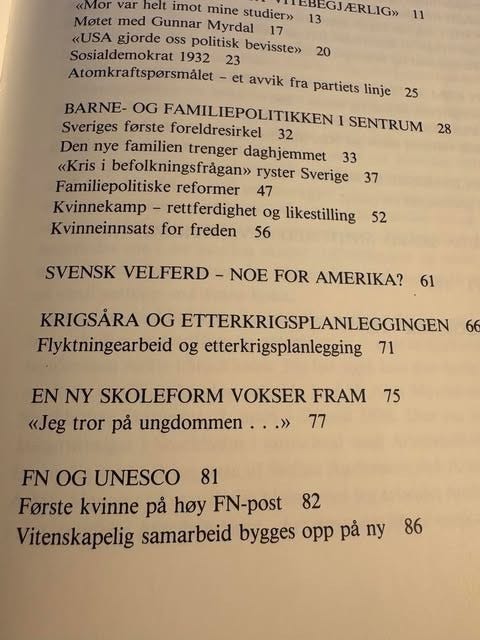 VITEBEGJÆRLIG» 11
«Mor var helt imot mine studier» 13
Møtet med Gunnar Myrdal 17
«USA gjorde oss politisk bevisste» 20
Sosialdemokrat 1932 23
Atomkraftspørsmålet – et avvik fra partiets linje 25
BARNE- OG FAMILIEPOLITIKKEN I SENTRUM 28
Sveriges første foreldresirkel 32
Den nye familien trenger daghjemmet 33
«Kris i befolkningsfrågan» ryster Sverige 37
Familiepolitiske reformer 47
Kvinnekamp – rettferdighet og likestilling 52
Kvinneinnsats for freden 56
SVENSK VELFERD – NOE FOR AMERIKA? 61
KRIGSÅRA OG ETTERKRIGSPLANLEGGINGEN 66
Flyktningearbeid og etterkrigsplanlegging 71
EN NY SKOLEFORM VOKSER FRAM 75
«Jeg tror på ungdommen . . .» 77
FN OG UNESCO 81
Første kvinne på høy FN-post 82
Vitenskapelig samarbeid bygges opp på ny 86